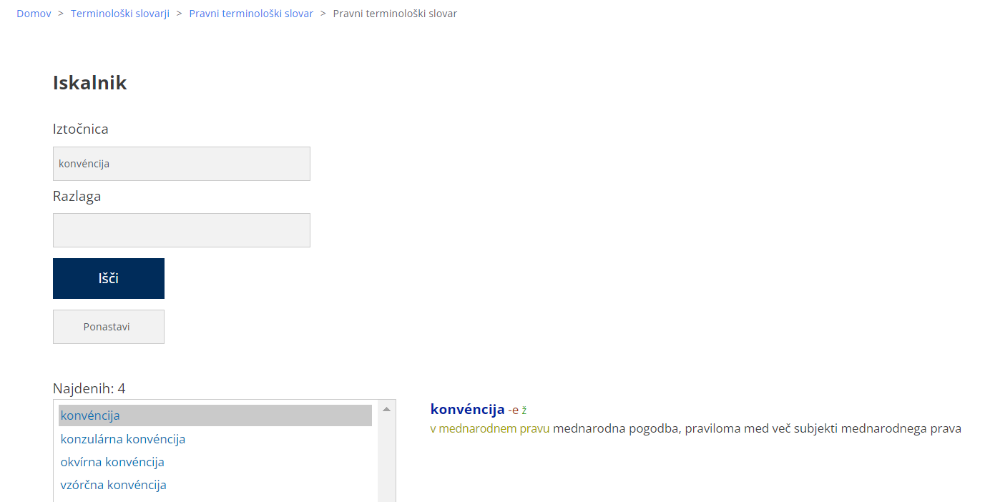 Domov > Terminološki slovarji > Pravni terminološki slovar > Pravni terminološki slovar
Iskalnik
Iztočnica
konvéncija
Razlaga
Išči
Ponastavi
Najdenih: 4
konvéncija
konzulárna konvéncija
okvírna konvéncija
vzórčna konvéncija
konvéncija -e ž
v mednarodnem pravu mednarodna pogodba, praviloma med več subjekti mednarodnega prava